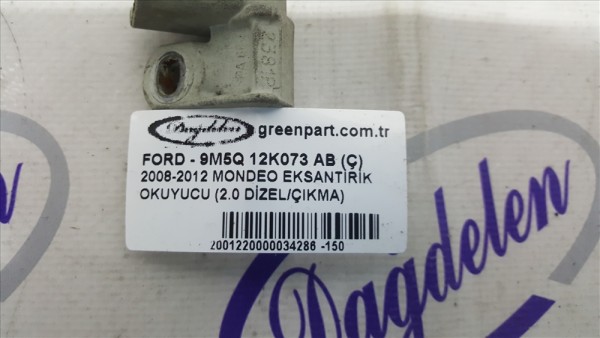 2381
Dagdelen greenpart.com.tr
FORD - 9M5Q 12K073 AB (Ç)
2008-2012 MONDEO EKSANTİRİK
OKUYUCU (2.0 DİZEL/ÇIKMA)
2001220000034286 -150
Dagdelen